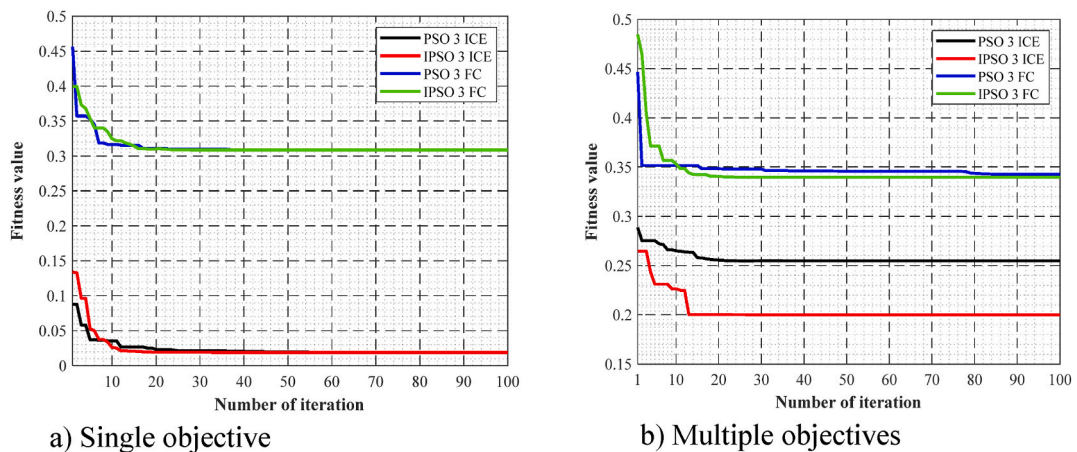 0.5
0.45
0.4
0.35
0.3
0.25
0.2
0.15
0.1
0.05
0
Fitness value
PSO 3 ICE
IPSO 3 ICE
PSO 3 FC
IPSO 3 FC
10 20 30 40 50 60 70 80 90 100
Number of iteration
a) Single objective
0.5
0.45
0.4
0.35
0.3
0.25
0.2
0.15
Fitness value
PSO 3 ICE
IPSO 3 ICE
PSO 3 FC
IPSO 3 FC
1 10 20 30 40 50 60 70 80 90 100
Number of iteration
b) Multiple objectives